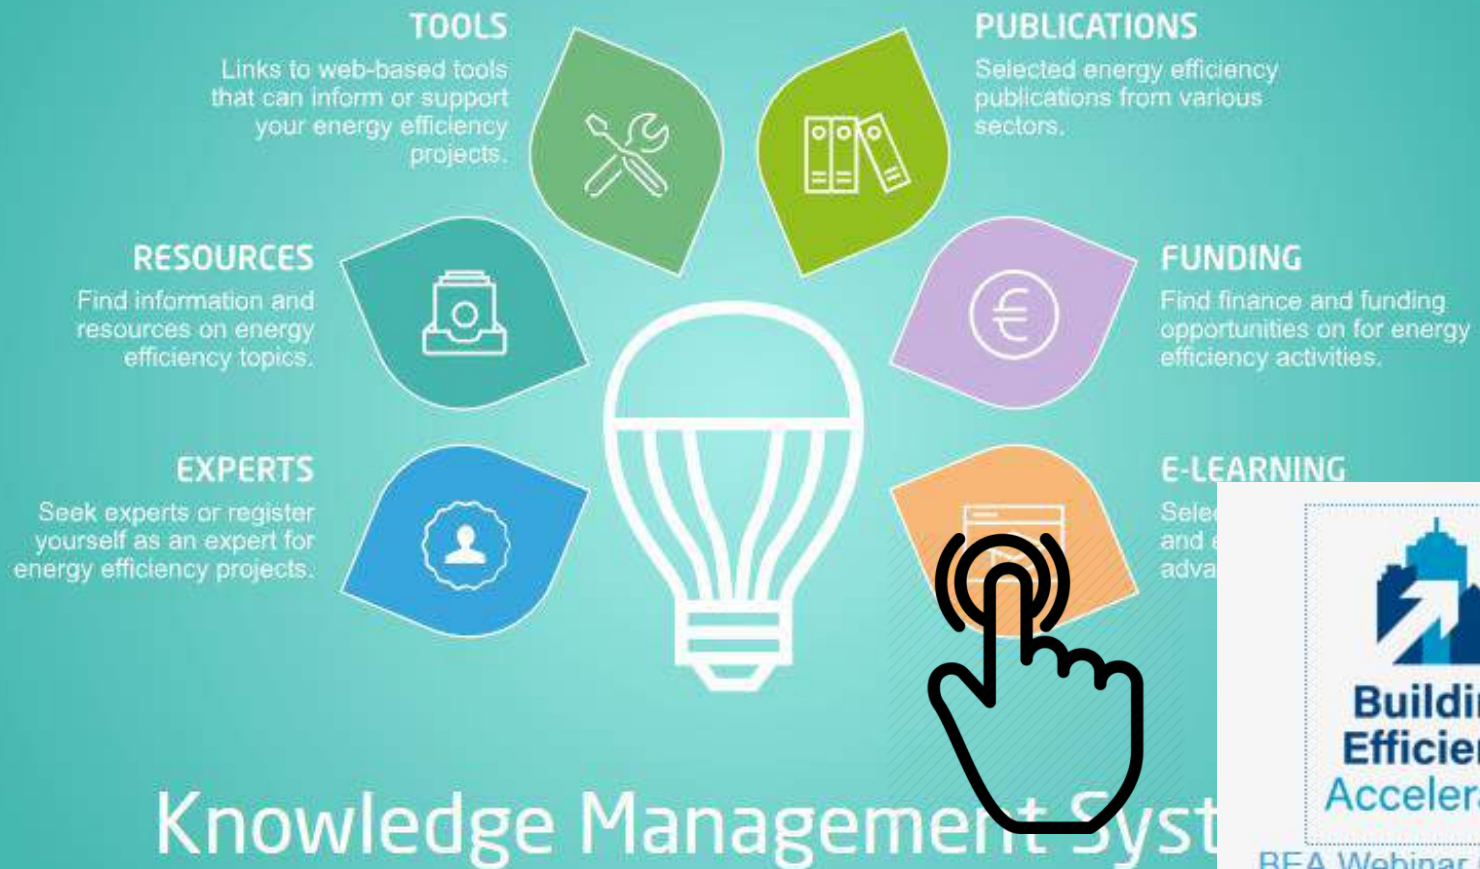 TOOLS
Links to web-based tools
that can inform or support
your energy efficiency
projects.
PUBLICATIONS
Selected energy efficiency
publications from various
sectors.
RESOURCES
Find information and
resources on energy
efficiency topics.
FUNDING
Find finance and funding
opportunities on for energy
efficiency activities.
EXPERTS
Seek experts or register
yourself as an expert for
energy efficiency projects.
E-LEARNING
and
Knowledge Management
BEA Webinar